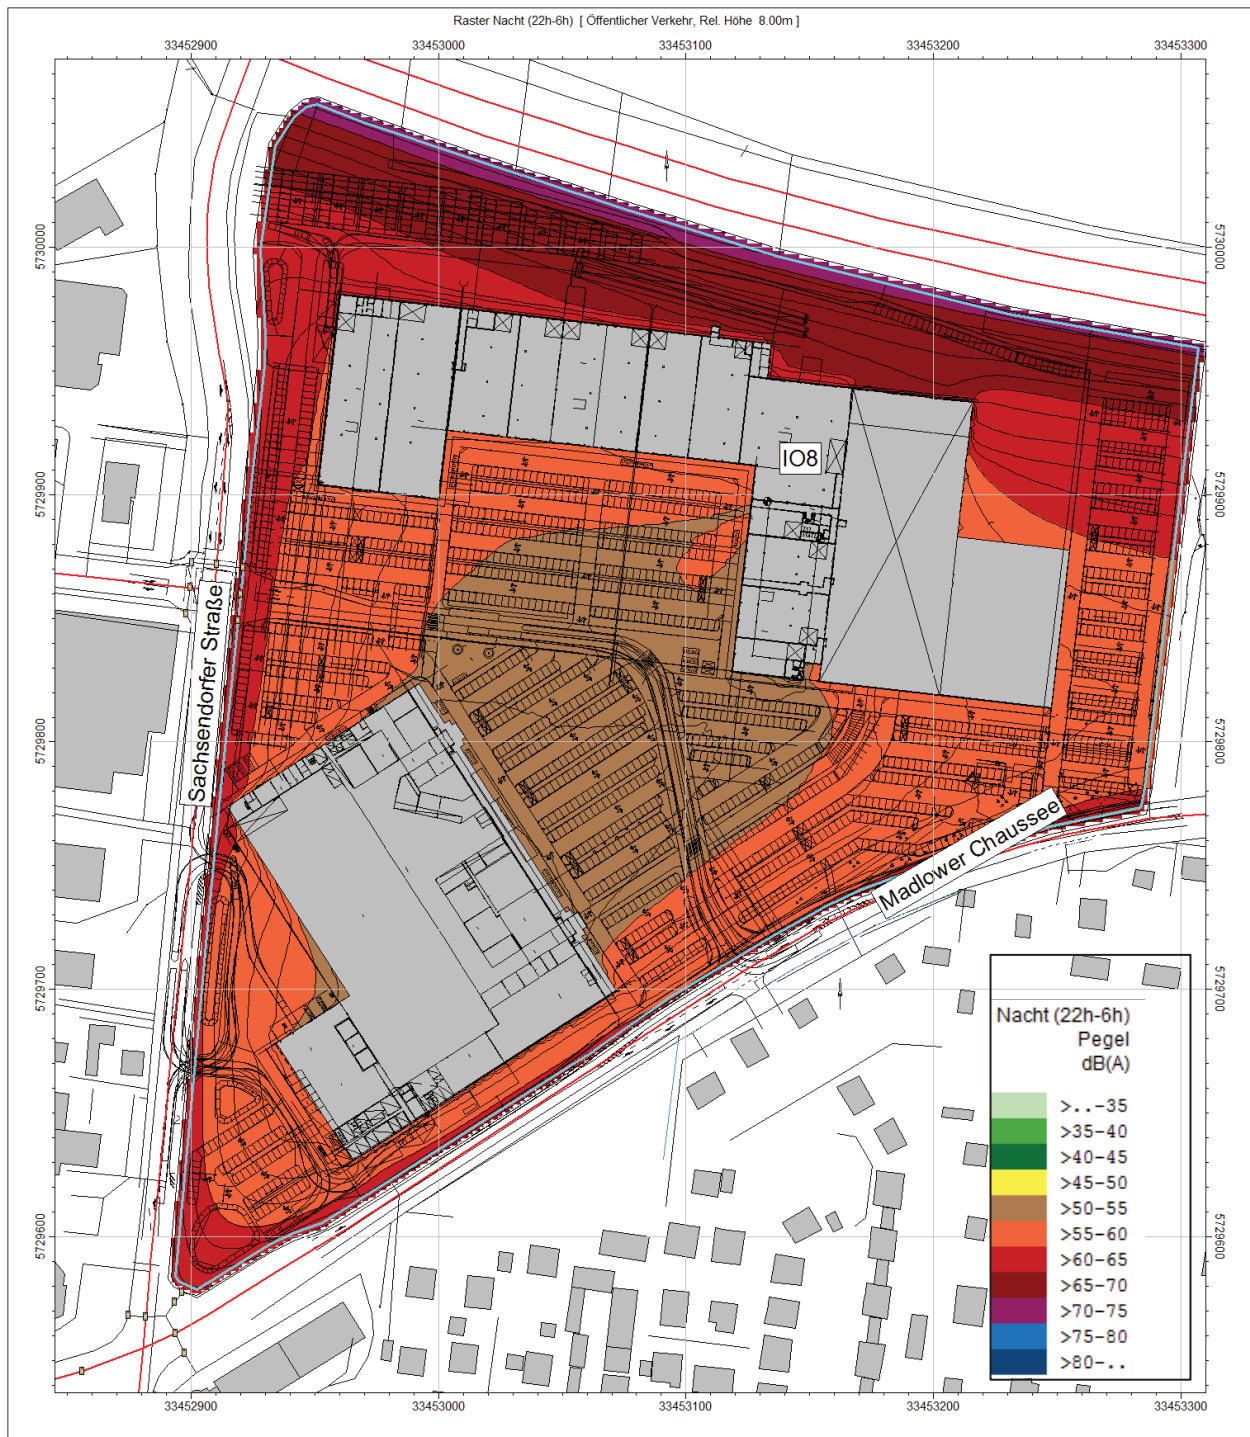 Raster Nacht (22h-6h) [ Öffentlicher Verkehr, Rel. Höhe 8.00m ]
33452900 33453000 33453100 33453200 33453300
5730000 5730000
IO8
5729900 5729900
Sachsendorfer Straße
5729800 5729800
Madlower Chaussee
5729700 5729700
Nacht (22h-6h)
Pegel
dB(A)
>..-35
>35-40
>40-45
>45-50
>50-55
>55-60
>60-65
>65-70
>70-75
>75-80
>80-..
5729600 5729600
33452900 33453000 33453100 33453200 33453300